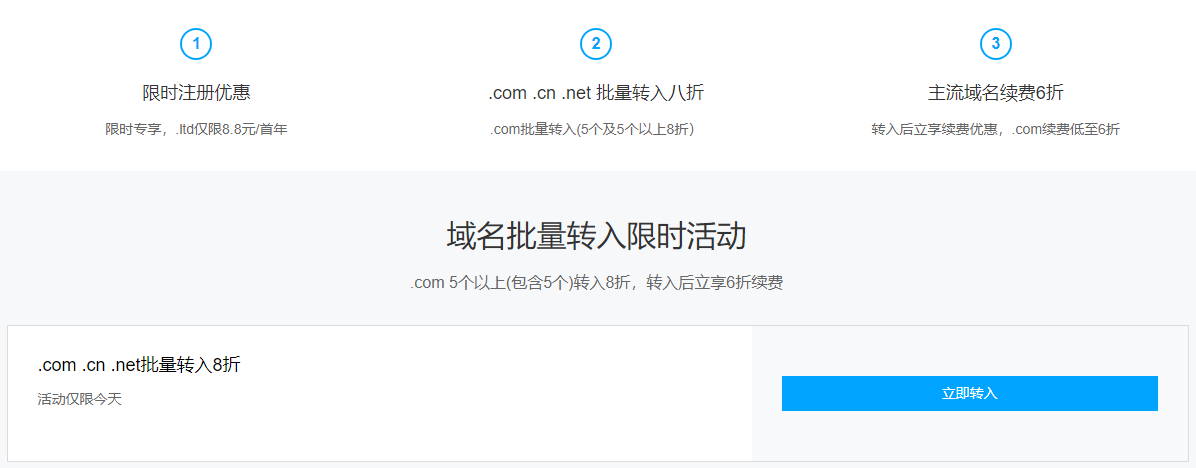 1
2
3
限时注册优惠
.com .cn .net 批量转入八折
主流域名续费6折
限时专享，.ltd仅限8.8元/首年
.com批量转入(5个及5个以上8折）
转入后立享续费优惠，.com续费低至6折
域名批量转入限时活动
.com 5个以上(包含5个)转入8折，转入后立享6折续费
.com .cn .net批量转入8折
活动仅限今天
立即转入